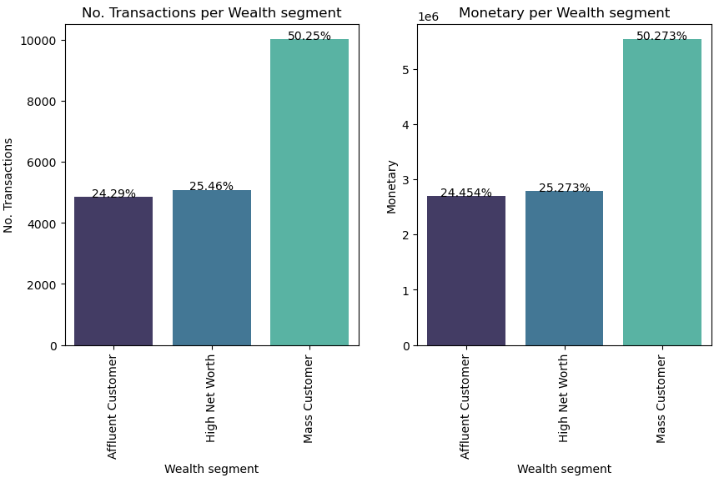 No. Transactions per Wealth segment
No. Transactions
10000
8000
6000
4000
2000
0
24.29%
25.46%
50.25%
Affluent Customer
High Net Worth
Mass Customer
Wealth segment
Monetary per Wealth segment
1e6
Monetary
5
4
3
2
1
0
24.454%
25.273%
50.273%
Affluent Customer
High Net Worth
Mass Customer
Wealth segment